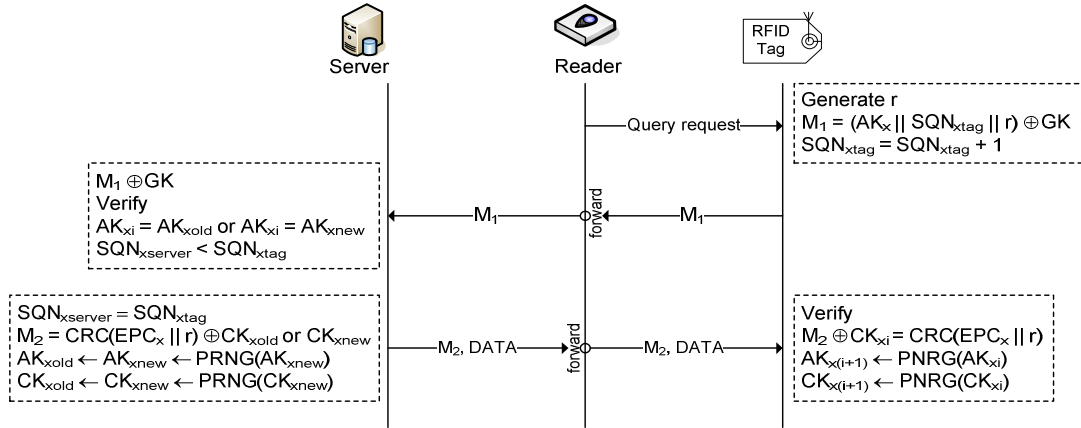 Server
Reader
RFID
Tag
Query request
Generate r
M₁ = (AKₓ || SQNₓtag || r) ⊕GK
SQNₓtag = SQNₓtag + 1
M₁ ⊕GK
Verify
AKₓi = AKₓold or AKₓi = AKₓnew
SQNₓserver < SQNₓtag
M₁
forward
M₁
SQNₓserver = SQNₓtag
M₂ = CRC(EPCₓ || r) ⊕CKₓold or CKₓnew
AKₓold ← AKₓnew ← PRNG(AKₓnew)
CKₓold ← CKₓnew ← PRNG(CKₓnew)
M₂, DATA
forward
M₂, DATA
Verify
M₂ ⊕CKₓi = CRC(EPCₓ || r)
AKₓ(i+1) ← PNRG(AKₓi)
CKₓ(i+1) ← PNRG(CKₓi)